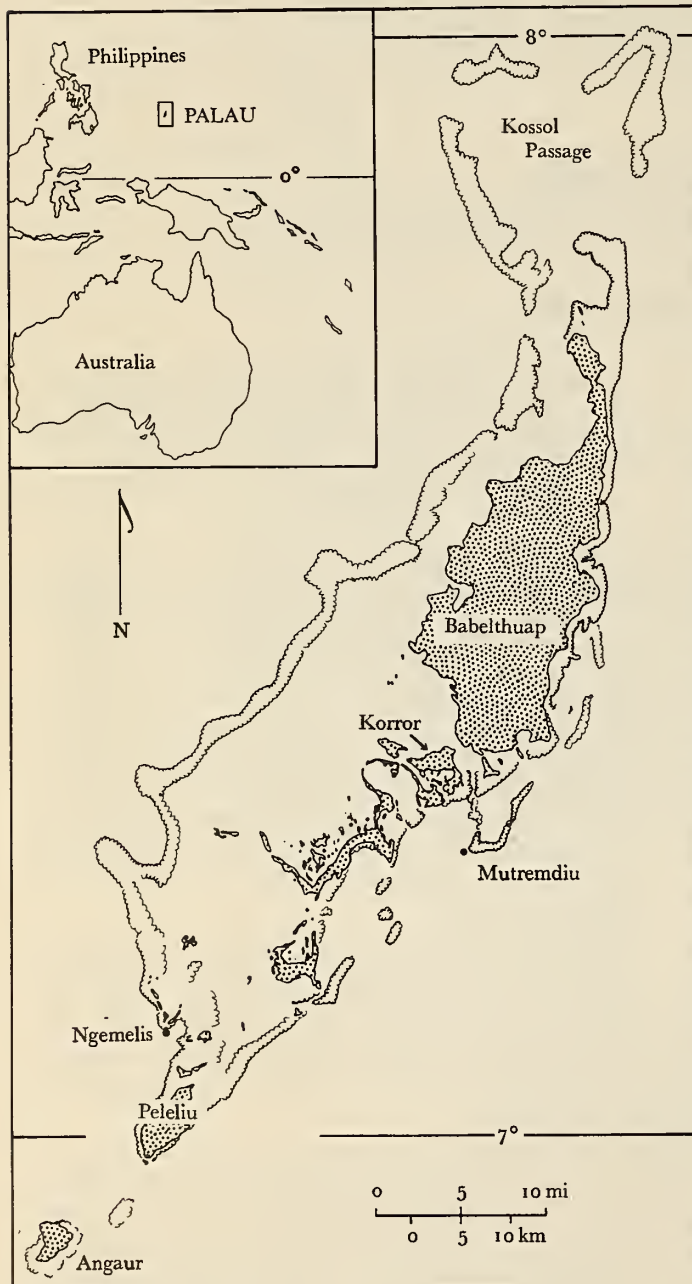 Philippines
PALAU
0°
Australia
8°
Kossol
Passage
N
Babelthuap
Korror
Mutremdiu
Ngemelis
Peleliu
7°
Angaur
0 5 10 mi
0 5 10 km